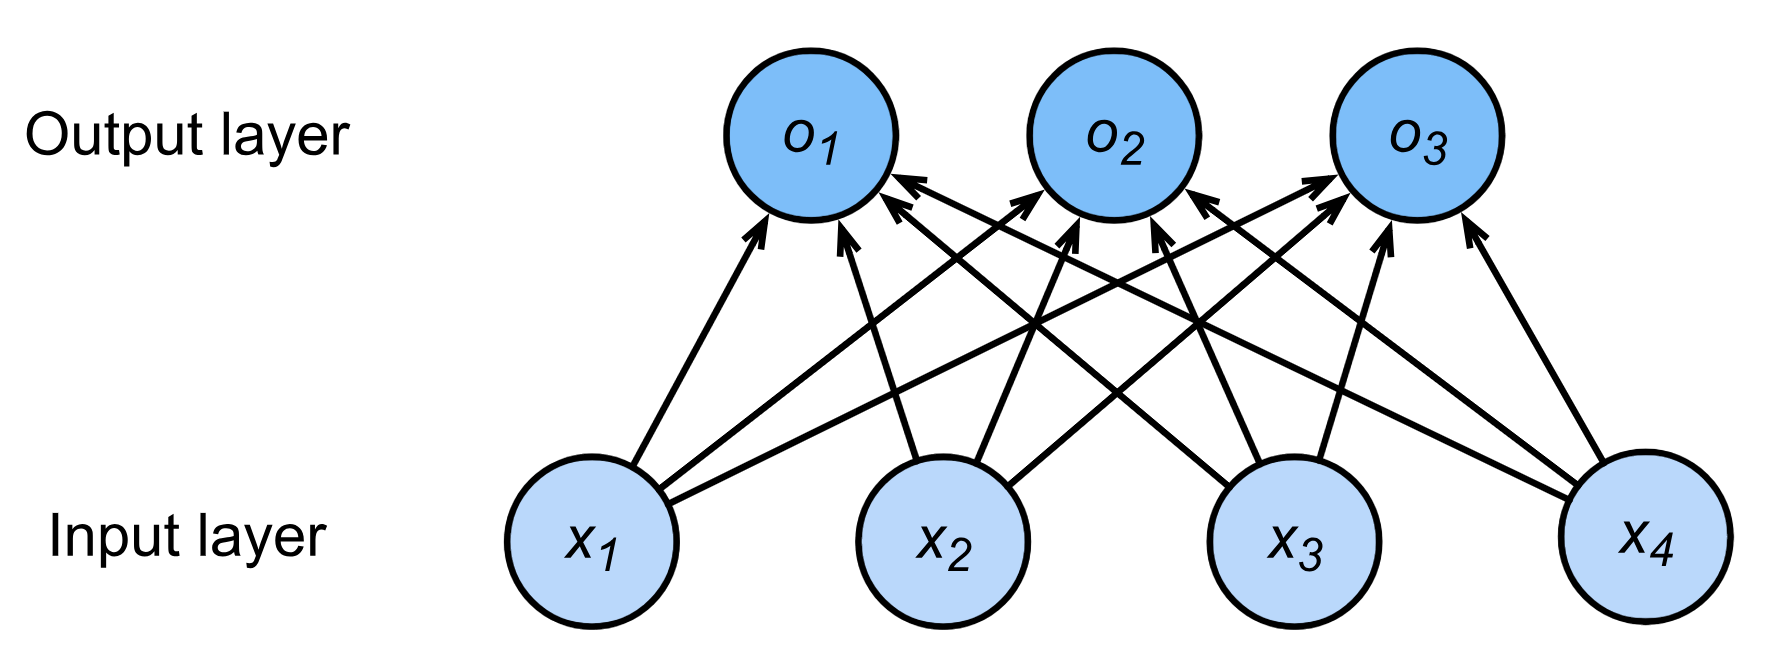 Output layer
o1 o2 o3
Input layer
x1 x2 x3 x4